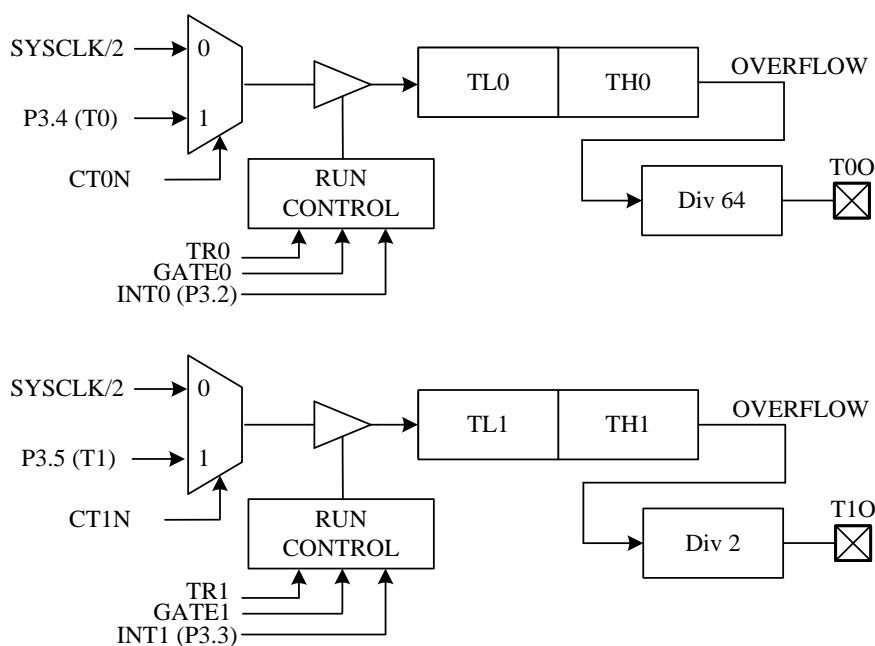 SYSCLK/2
0
TL0
TH0
OVERFLOW
P3.4 (T0)
1
T0O
CT0N
RUN
CONTROL
Div 64
TR0
GATE0
INT0 (P3.2)
SYSCLK/2
0
TL1
TH1
OVERFLOW
P3.5 (T1)
1
T1O
CT1N
RUN
CONTROL
Div 2
TR1
GATE1
INT1 (P3.3)